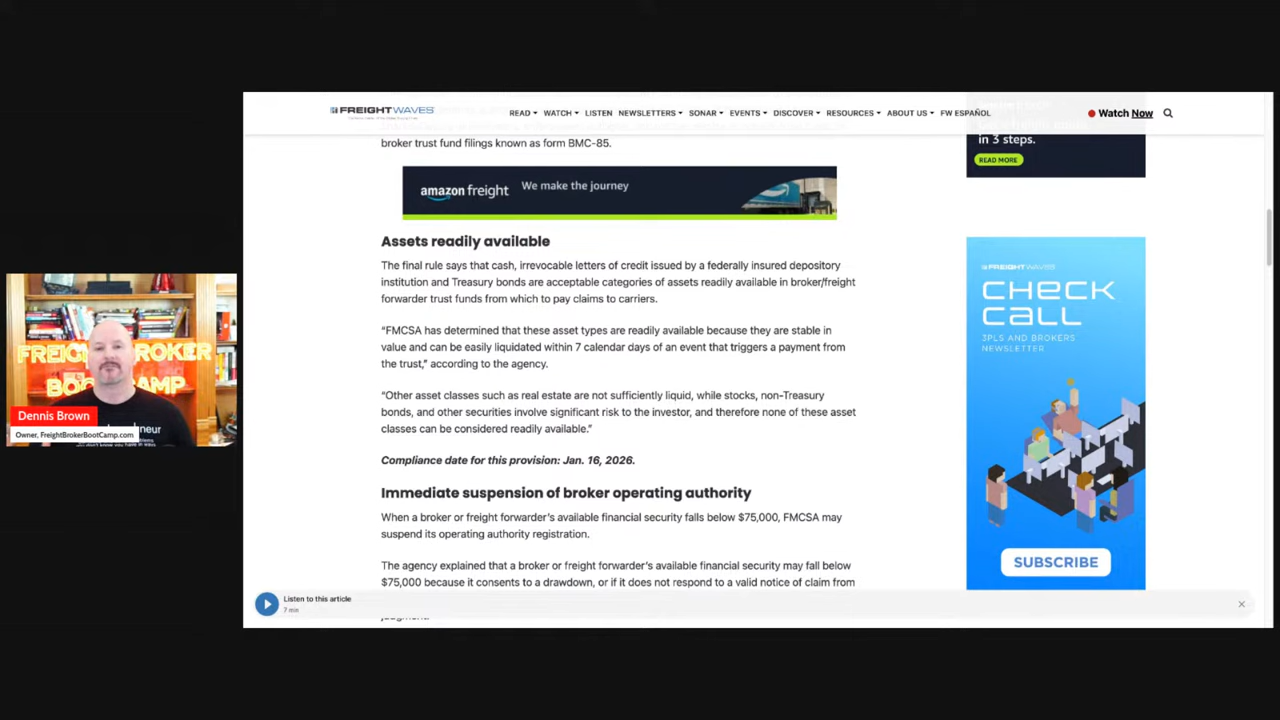 FREIGHTWAVES
READ WATCH LISTEN NEWSLETTERS SONAR EVENTS DISCOVER RESOURCES ABOUT US FW ESPAÑOL
Watch Now
broker trust fund filings known as form BMC-85.
in 3 steps.
READ MORE
amazon freight
We make the journey
Assets readily available
The final rule says that cash, irrevocable letters of credit issued by a federally insured depository
institution and Treasury bonds are acceptable categories of assets readily available in broker/freight
forwarder trust funds from which to pay claims to carriers.
“FMCSA has determined that these asset types are readily available because they are stable in
value and can be easily liquidated within 7 calendar days of an event that triggers a payment from
the trust,” according to the agency.
“Other asset classes such as real estate are not sufficiently liquid, while stocks, non-Treasury
bonds, and other securities involve significant risk to the investor, and therefore none of these asset
classes can be considered readily available.”
Compliance date for this provision: Jan. 16, 2026.
Immediate suspension of broker operating authority
When a broker or freight forwarder’s available financial security falls below $75,000, FMCSA may
suspend its operating authority registration.
The agency explained that a broker or freight forwarder’s available financial security may fall below
$75,000 because it consents to a drawdown, or if it does not respond to a valid notice of claim from
judgment.
Listen to this article
7 min
FREIGHTWAVES
CHECK
CALL
3PLS AND BROKERS
NEWSLETTER
SUBSCRIBE
FREIGHT BROKER
BOOTCAMP
Dennis Brown
Owner, FreightBrokerBootCamp.com